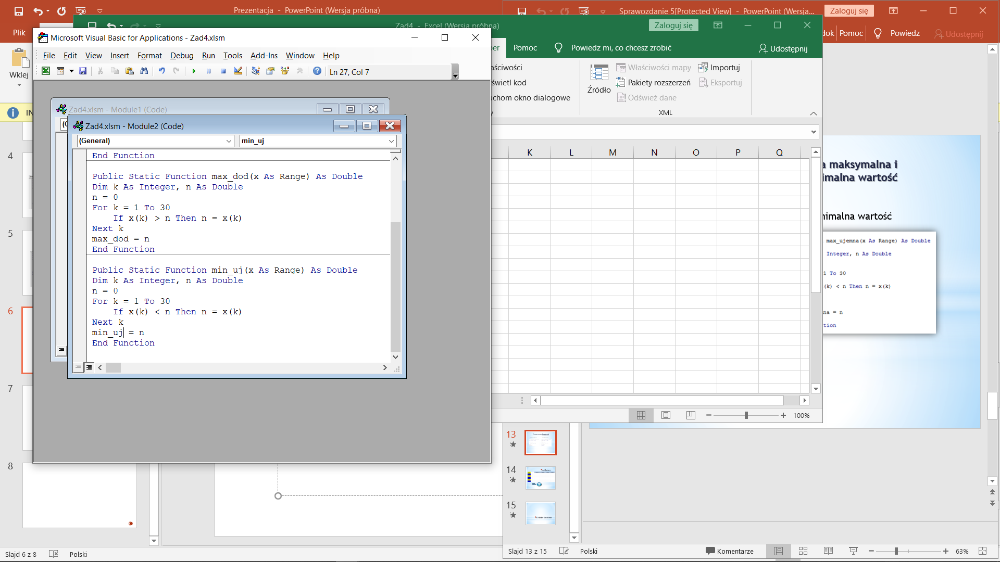 Prezentacja - PowerPoint (Wersja próbna)
Sprawozdanie 5[Protected View] - PowerPoint (Wersja...
Zaloguj się
Plik
Zad4 - Excel (Wersja próbna)
Zaloguj się
Pomoc
Powiedz
Udostępnij
Microsoft Visual Basic for Applications - Zad4.xlsm
Pomoc
Powiedz mi, co chcesz zrobić
Udostępnij
File Edit View Insert Format Debug Run Tools Add-Ins Window Help
Ln 27, Col 7
Wklej
Źródło
Właściwości mapy
Pakiety rozszerzeń
Odśwież dane
Importuj
Eksportuj
XML
uchom okno dialogowe
świetl kod
aściwości
Zad4.xlsm - Module1 (Code)
Zad4.xlsm - Module2 (Code)
(General)
min_uj
End Function
Public Static Function max_dod(x As Range) As Double
Dim k As Integer, n As Double
n = 0
For k = 1 To 30
If x(k) > n Then n = x(k)
Next k
max_dod = n
End Function
Public Static Function min_uj(x As Range) As Double
Dim k As Integer, n As Double
n = 0
For k = 1 To 30
If x(k) < n Then n = x(k)
Next k
min_uj = n
End Function
K L M N O P Q
100%
a maksymalna i
imalna wartość
nimalna wartość
max_ujemna(x As Range) As Double
Integer, n As Double
1 To 30
(k) < n Then n = x(k)
na = n
tion
4
5
6
7
8
13
14
15
Slajd 6 z 8
Polski
Slajd 13 z 15
Polski
Komentarze
63%